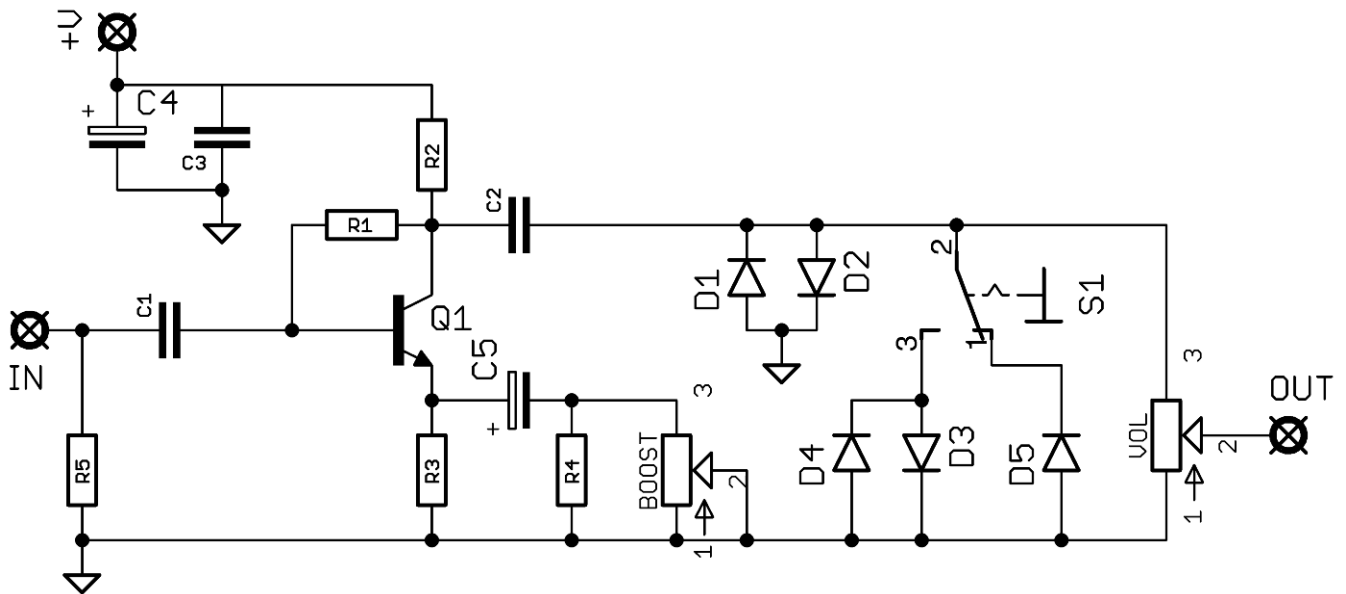 +U
C4
+
C3
R2
C2
R1
C1
Q1
IN
R5
C5
+
R3
R4
BOOST
3
2
1
D1
D2
2
S1
3
1
D4
D3
D5
3
VOL
2
1
OUT